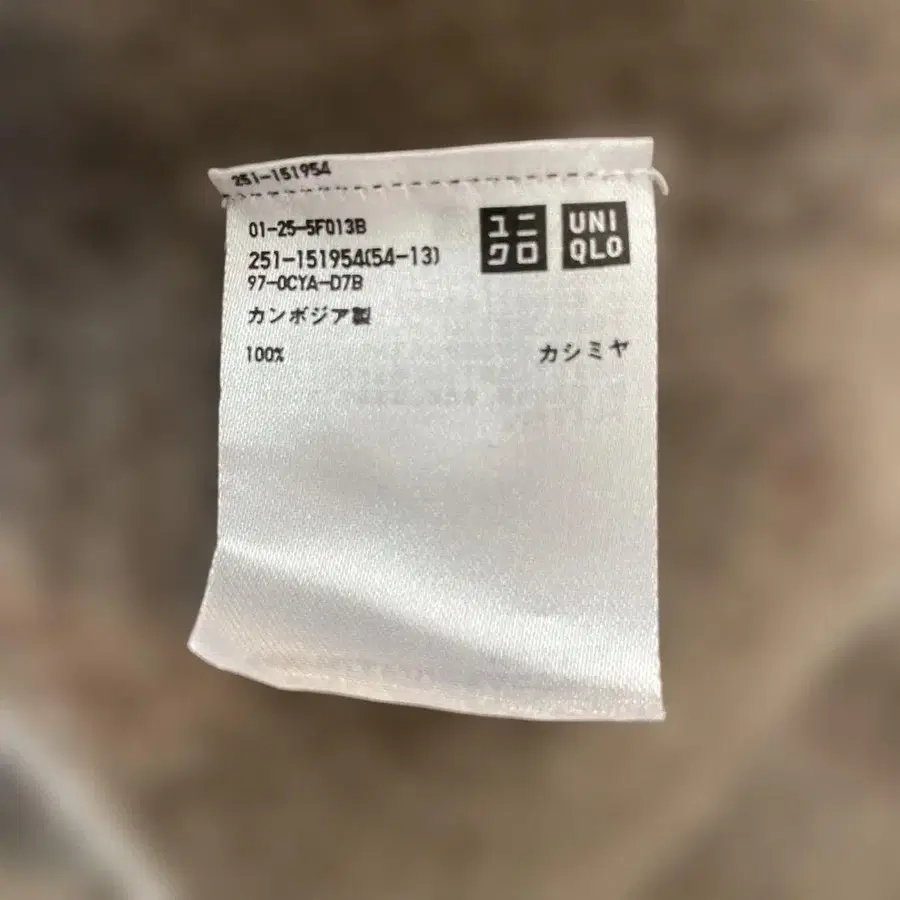 251-151954
01-25-5F013B
251-151954(54-13)
97-0CYA-D7B
カンボジア製
100% カシミヤ
ユニクロ
UNIQLO